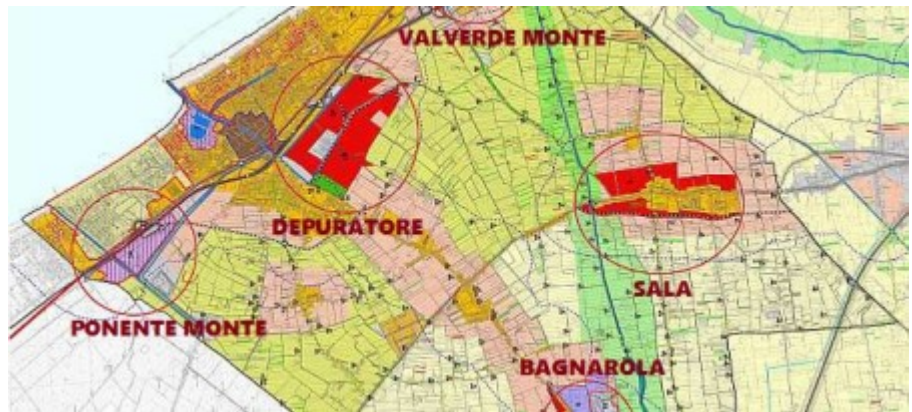 VALVERDE MONTE
DEPURATORE
SALA
PONENTE MONTE
BAGNAROLA